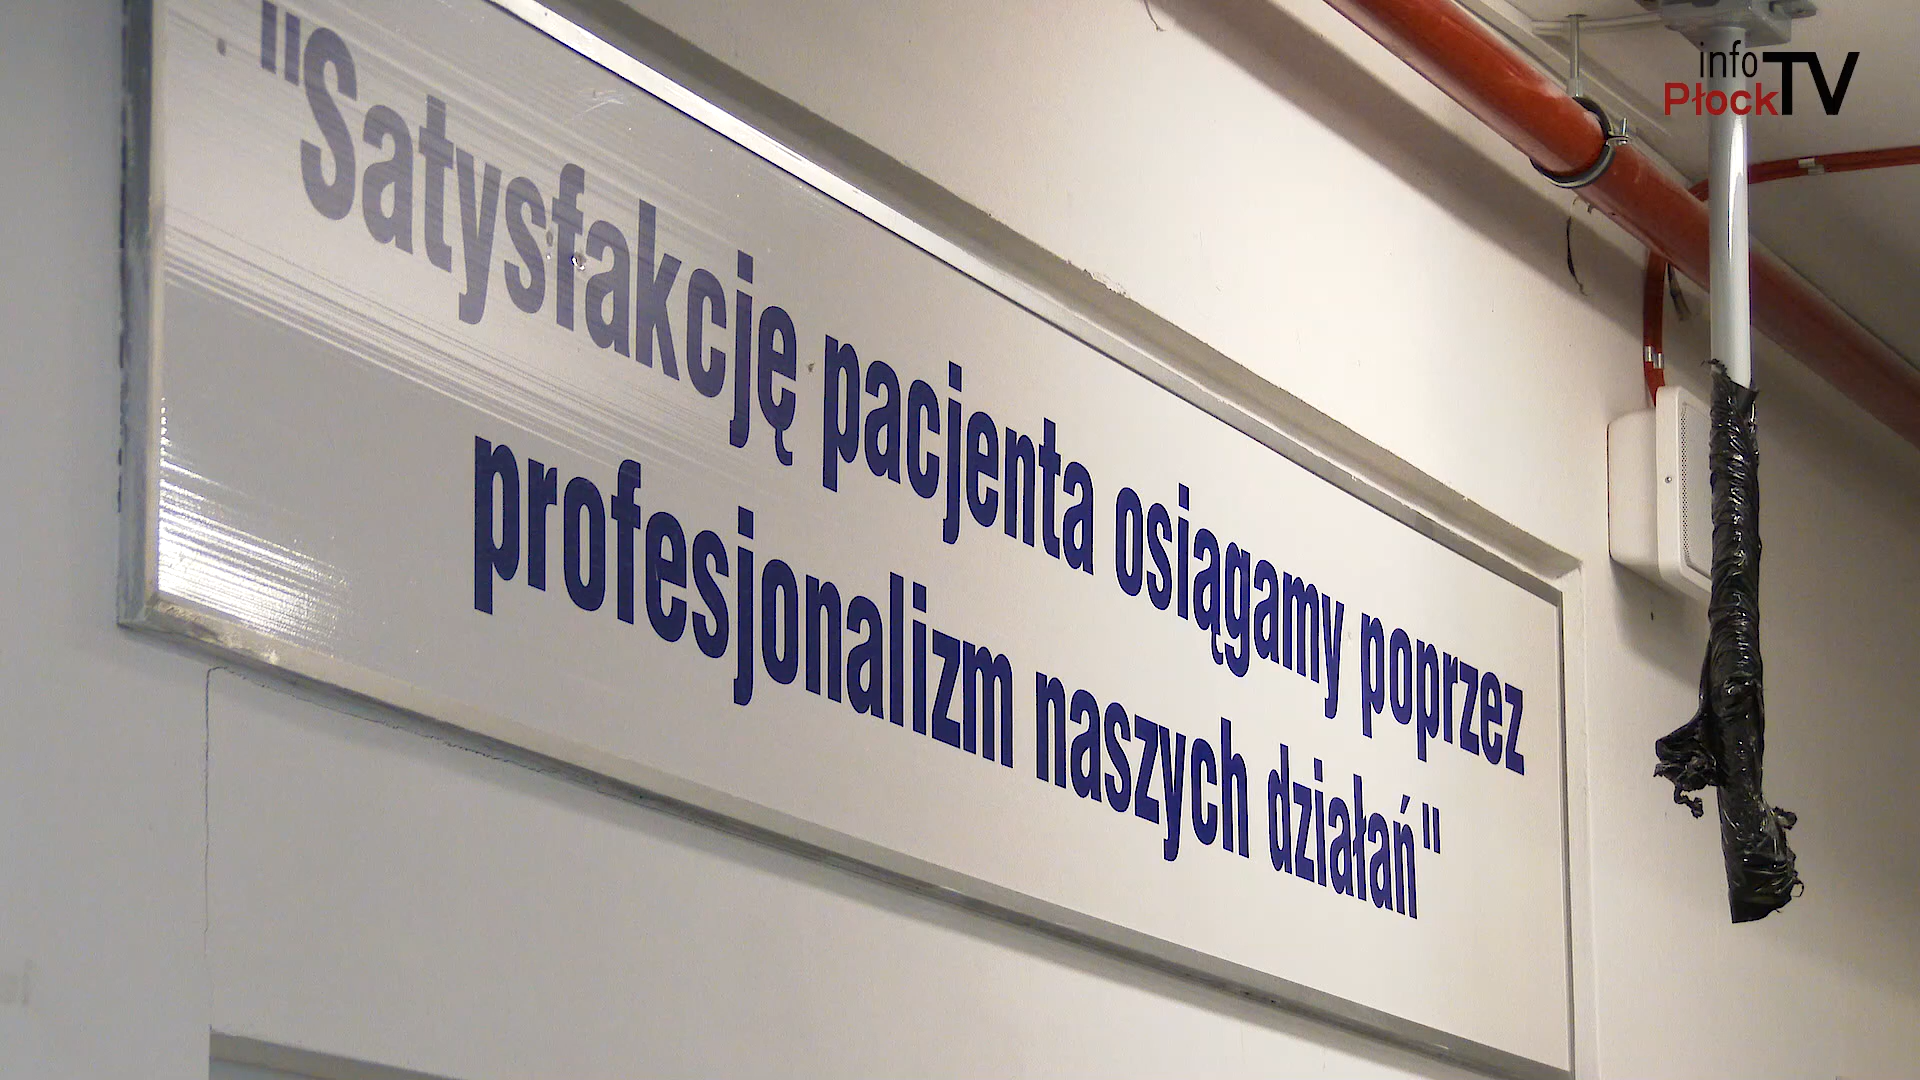 "Satysfakcję pacjenta osiągamy poprzez
profesjonalizm naszych działań"
info
PłockTV